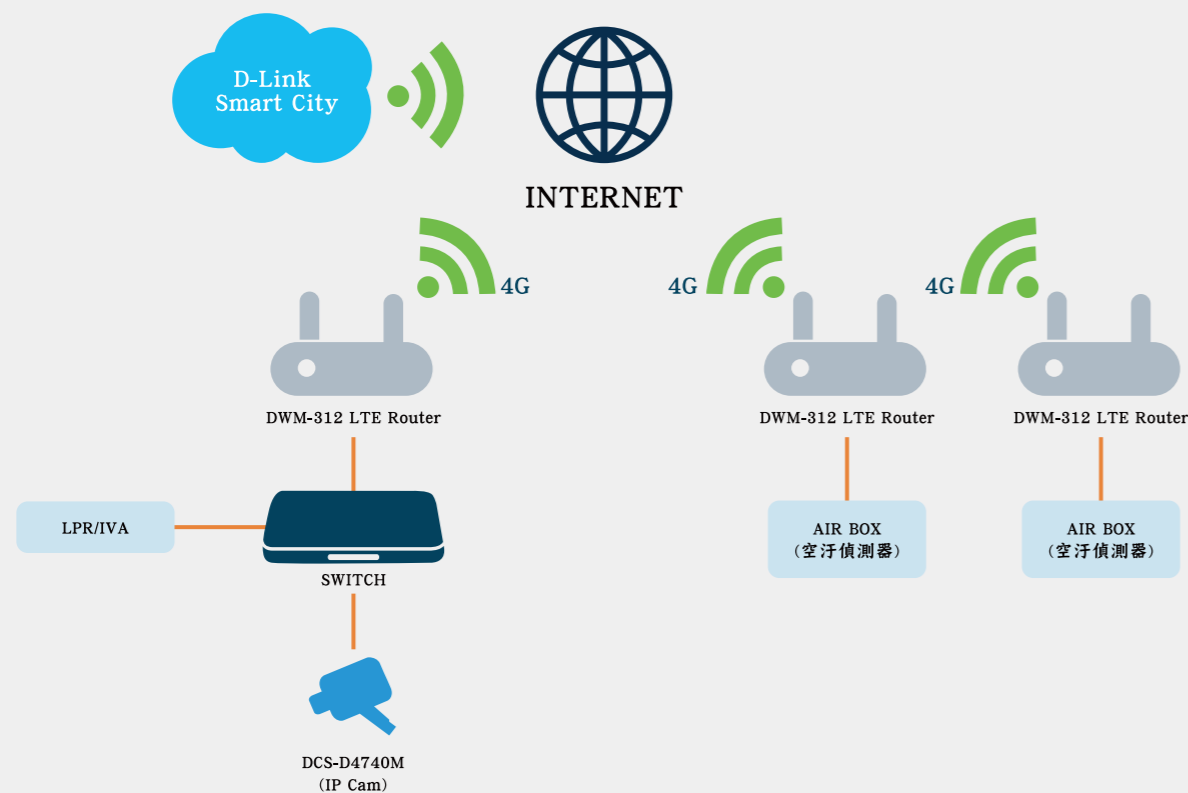 D-Link
Smart City
INTERNET
4G
4G
4G
DWM-312 LTE Router
DWM-312 LTE Router
DWM-312 LTE Router
LPR/IVA
SWITCH
AIR BOX
(空汙偵測器)
AIR BOX
(空汙偵測器)
DCS-D4740M
(IP Cam)